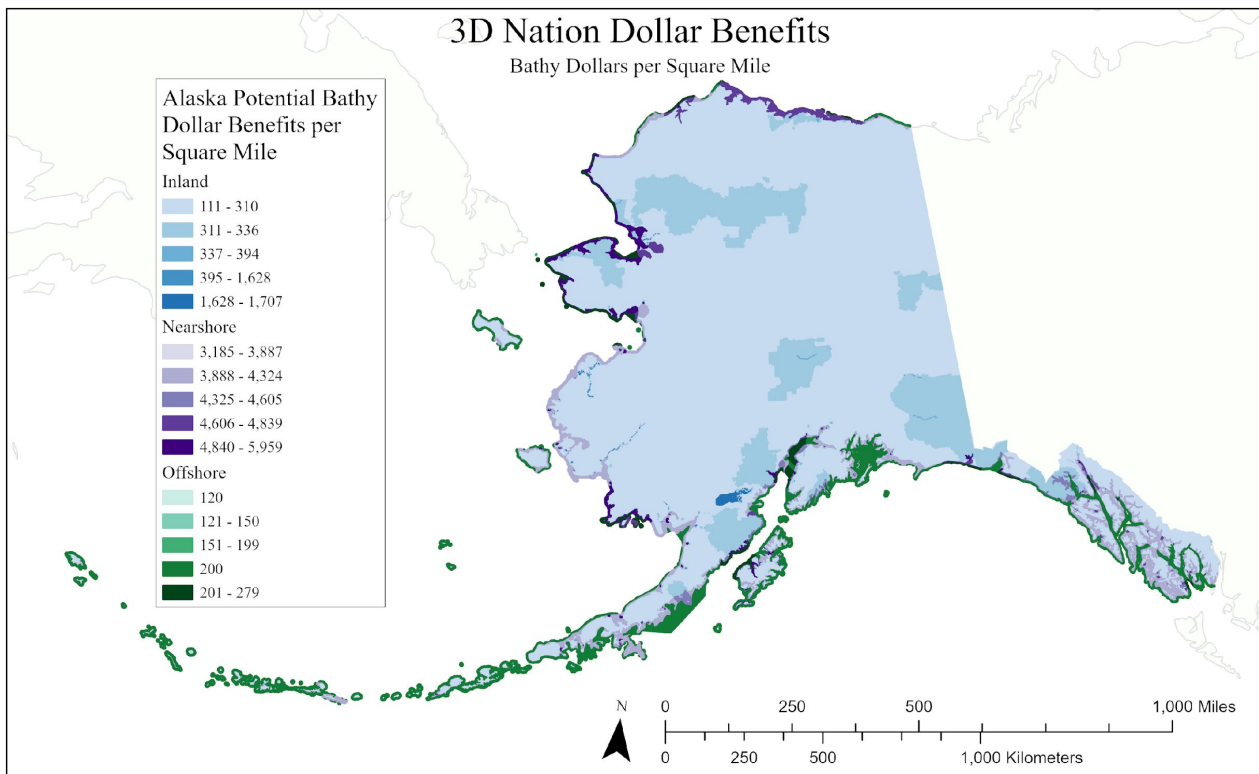 3D Nation Dollar Benefits
Bathy Dollars per Square Mile
Alaska Potential Bathy
Dollar Benefits per
Square Mile
Inland
111 - 310
311 - 336
337 - 394
395 - 1,628
1,628 - 1,707
Nearshore
3,185 - 3,887
3,888 - 4,324
4,325 - 4,605
4,606 - 4,839
4,840 - 5,959
Offshore
120
121 - 150
151 - 199
200
201 - 279
N
0 250 500 1,000 Miles
0 250 500 1,000 Kilometers